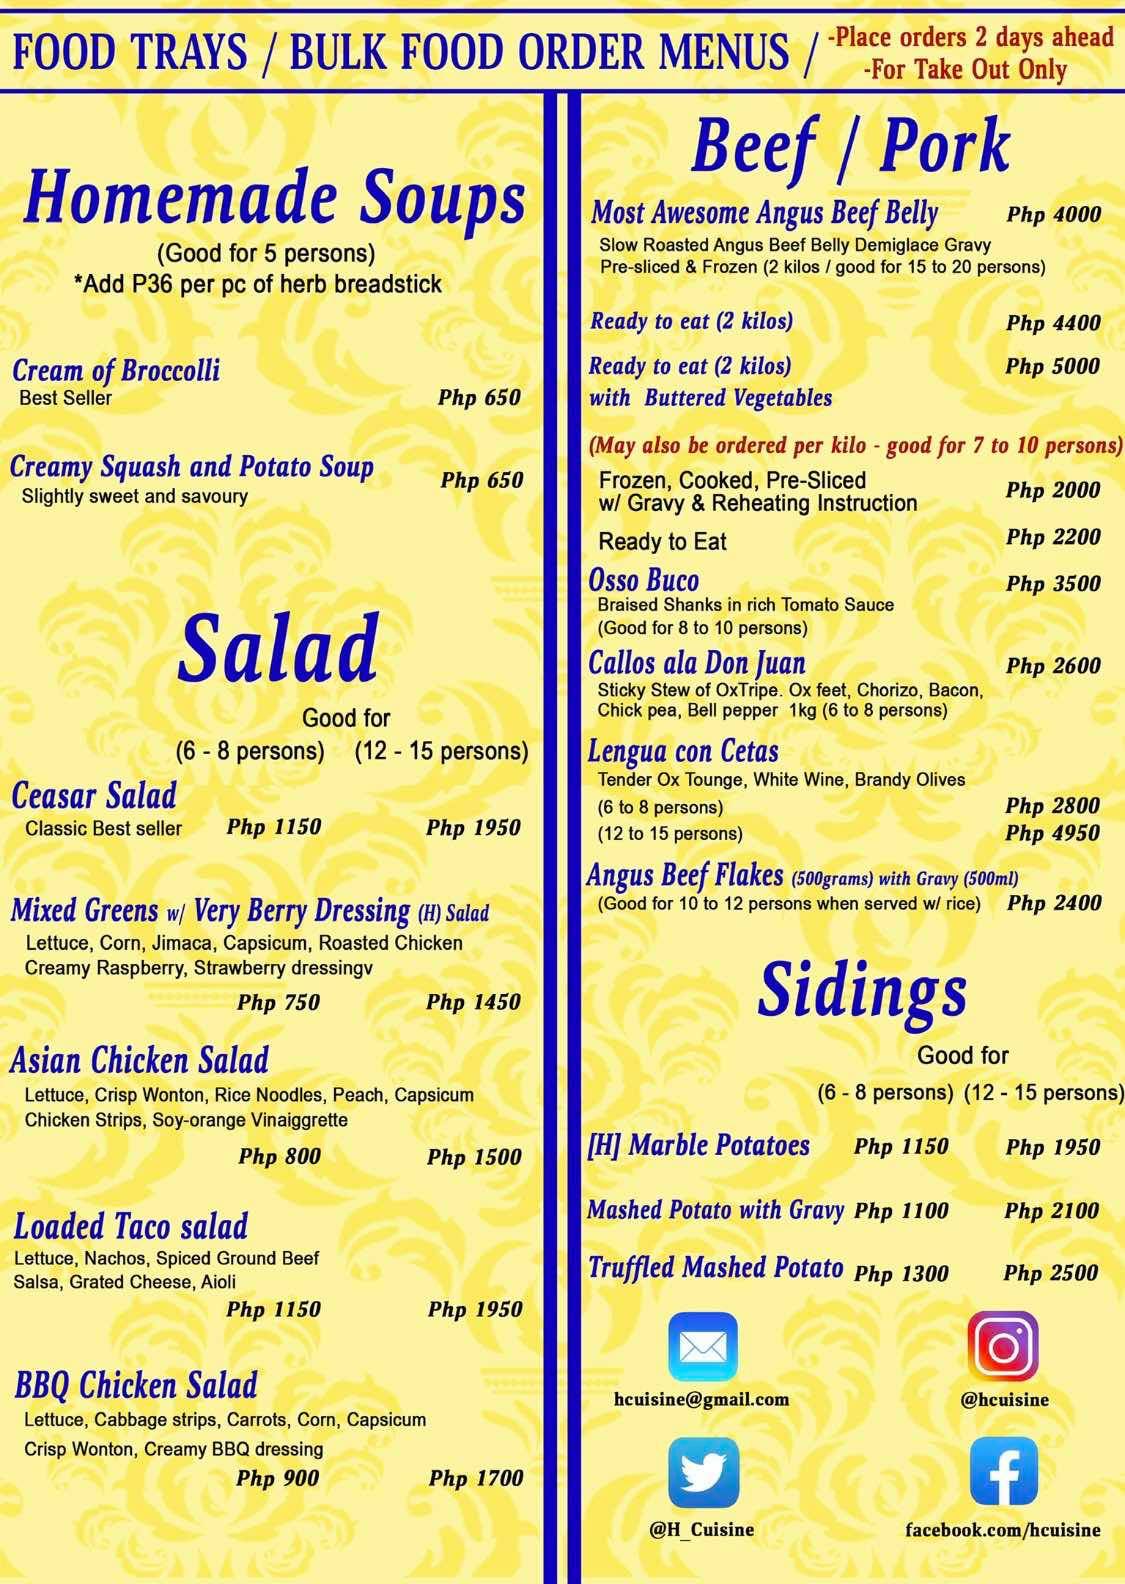 FOOD TRAYS / BULK FOOD ORDER MENUS /
-Place orders 2 days ahead
-For Take Out Only
Homemade Soups
(Good for 5 persons)
*Add P36 per pc of herb breadstick
Cream of Broccolli
Best Seller Php 650
Creamy Squash and Potato Soup
Slightly sweet and savoury Php 650
Salad
Good for
(6 - 8 persons) (12 - 15 persons)
Ceasar Salad
Classic Best seller Php 1150 Php 1950
Mixed Greens w/ Very Berry Dressing (H) Salad
Lettuce, Corn, Jimaca, Capsicum, Roasted Chicken
Creamy Raspberry, Strawberry dressingv
Php 750 Php 1450
Asian Chicken Salad
Lettuce, Crisp Wonton, Rice Noodles, Peach, Capsicum
Chicken Strips, Soy-orange Vinaiggrette
Php 800 Php 1500
Loaded Taco salad
Lettuce, Nachos, Spiced Ground Beef
Salsa, Grated Cheese, Aioli
Php 1150 Php 1950
BBQ Chicken Salad
Lettuce, Cabbage strips, Carrots, Corn, Capsicum
Crisp Wonton, Creamy BBQ dressing
Php 900 Php 1700
Beef / Pork
Most Awesome Angus Beef Belly Php 4000
Slow Roasted Angus Beef Belly Demiglace Gravy
Pre-sliced & Frozen (2 kilos / good for 15 to 20 persons)
Ready to eat (2 kilos) Php 4400
Ready to eat (2 kilos) Php 5000
with Buttered Vegetables
(May also be ordered per kilo - good for 7 to 10 persons)
Frozen, Cooked, Pre-Sliced
w/ Gravy & Reheating Instruction Php 2000
Ready to Eat Php 2200
Osso Buco Php 3500
Braised Shanks in rich Tomato Sauce
(Good for 8 to 10 persons)
Callos ala Don Juan Php 2600
Sticky Stew of OxTripe. Ox feet, Chorizo, Bacon,
Chick pea, Bell pepper 1kg (6 to 8 persons)
Lengua con Cetas
Tender Ox Tounge, White Wine, Brandy Olives
(6 to 8 persons) Php 2800
(12 to 15 persons) Php 4950
Angus Beef Flakes (500grams) with Gravy (500ml)
(Good for 10 to 12 persons when served w/ rice) Php 2400
Sidings
Good for
(6 - 8 persons) (12 - 15 persons)
[H] Marble Potatoes Php 1150 Php 1950
Mashed Potato with Gravy Php 1100 Php 2100
Truffled Mashed Potato Php 1300 Php 2500
hcuisine@gmail.com @hcuisine
@H_Cuisine facebook.com/hcuisine